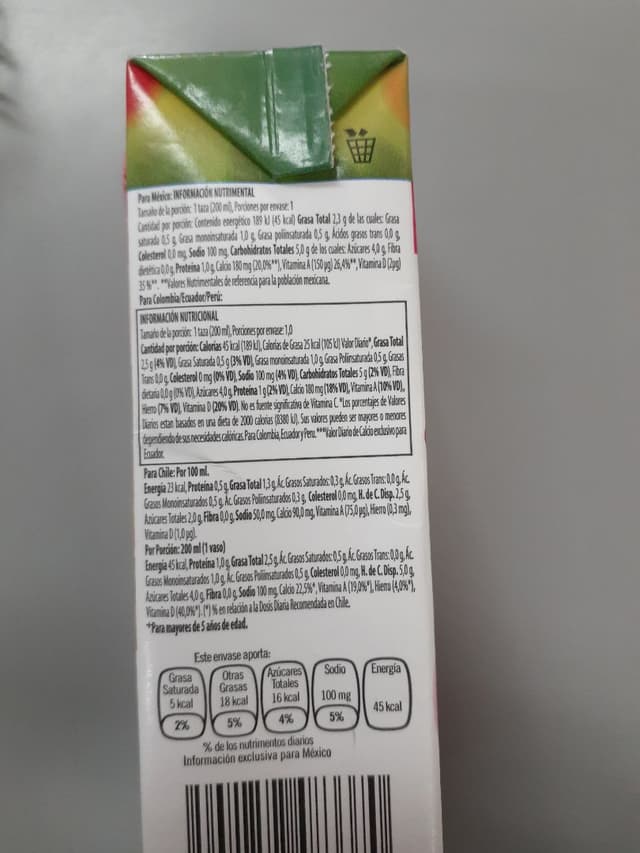 Para México: INFORMACIÓN NUTRIMENTAL
Tamaño de la porción: 1 taza (200 ml), Porciones por envase: 1
Cantidad por porción: Contenido energético 189 kJ (45 kcal) Grasa Total 2,3 g de las cuales: Grasa
saturada 0,5 g, Grasa monoinsaturada 1,0 g, Grasa poliinsaturada 0,5 g, Ácidos grasos trans 0,0 g,
Colesterol 0,0 mg, Sodio 100 mg, Carbohidratos Totales 5,0 g de los cuales: Azúcares 4,0 g, Fibra
dietética 0,0 g, Proteína 1,0 g, Calcio 180 mg (20,0%**), Vitamina A (150 µg) 26,4%**, Vitamina D (2µg)
35 %**. **Valores Nutrimentales de referencia para la población mexicana.
Para Colombia/Ecuador/Perú:
INFORMACIÓN NUTRICIONAL
Tamaño de la porción: 1 taza (200 ml), Porciones por envase: 1,0
Cantidad por porción: Calorías 45 kcal (189 kJ), Calorías de Grasa 25 kcal (105 kJ) Valor Diario*, Grasa Total
2,5 g (4% VD), Grasa Saturada 0,5 g (3% VD), Grasa monoinsaturada 1,0 g, Grasa Poliinsaturada 0,5 g, Grasas
Trans 0,0 g, Colesterol 0 mg (0% VD), Sodio 100 mg (4% VD), Carbohidratos Totales 5 g (2% VD), Fibra
dietaria 0,0 g (0% VD), Azúcares 4,0 g, Proteína 1 g (2% VD), Calcio 180 mg (18% VD), Vitamina A (10% VD),
Hierro (7% VD), Vitamina D (20% VD). No es fuente significativa de Vitamina C. *Los porcentajes de Valores
Diarios están basados en una dieta de 2000 calorías (8380 kJ). Sus valores pueden ser mayores o menores
dependiendo de sus necesidades calóricas. Para Colombia, Ecuador y Peru. ***Valor Diario de Calcio exclusivo para
Ecuador.
Para Chile: Por 100 ml.
Energía 23 kcal, Proteína 0,5 g, Grasa Total 1,3 g, Ác. Grasos Saturados: 0,3 g, Ác. Grasos Trans: 0,0 g, Ác.
Grasos Monoinsaturados 0,5 g, Ác. Grasos Poliinsaturados 0,3 g, Colesterol 0,0 mg, H. de C. Disp. 2,5 g,
Azúcares Totales 2,0 g, Fibra 0,0 g, Sodio 50,0 mg, Calcio 90,0 mg, Vitamina A (75,0 µg), Hierro (0,3 mg),
Vitamina D (1,0 µg).
Por Porción: 200 ml (1 vaso)
Energía 45 kcal, Proteína 1,0 g, Grasa Total 2,5 g, Ác. Grasos Saturados: 0,5 g, Ác. Grasos Trans: 0,0 g, Ác.
Grasos Monoinsaturados 1,0 g, Ác. Grasos Poliinsaturados 0,5 g, Colesterol 0,0 mg, H. de C. Disp. 5,0 g,
Azúcares Totales 4,0 g, Fibra 0,0 g, Sodio 100 mg, Calcio 22,5%*, Vitamina A (19,0%*), Hierro (4,0%*),
Vitamina D (40,0%*). (*) % en relación a la Dosis Diaria Recomendada en Chile.
*Para mayores de 5 años de edad.
Este envase aporta:
Grasa Saturada 5 kcal 2%
Otras Grasas 18 kcal 5%
Azúcares Totales 16 kcal 4%
Sodio 100 mg 5%
Energía 45 kcal
% de los nutrimentos diarios
Información exclusiva para México